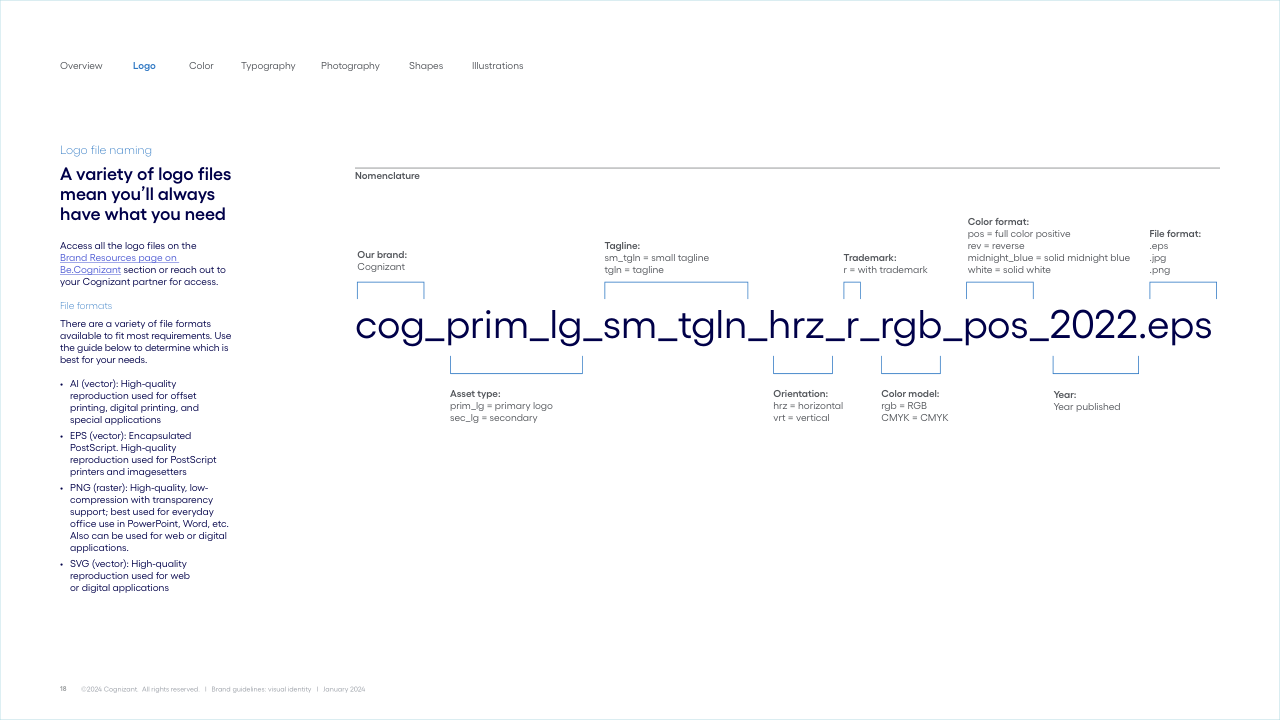 Overview Logo Color Typography Photography Shapes Illustrations
Logo file naming
A variety of logo files
mean you’ll always
have what you need
Access all the logo files on the
Brand Resources page on
Be.Cognizant section or reach out to
your Cognizant partner for access.
File formats
There are a variety of file formats
available to fit most requirements. Use
the guide below to determine which is
best for your needs.
• AI (vector): High-quality
reproduction used for offset
printing, digital printing, and
special applications
• EPS (vector): Encapsulated
PostScript. High-quality
reproduction used for PostScript
printers and imagesetters
• PNG (raster): High-quality, low-
compression with transparency
support; best used for everyday
office use in PowerPoint, Word, etc.
Also can be used for web or digital
applications.
• SVG (vector): High-quality
reproduction used for web
or digital applications
Nomenclature
Our brand:
Cognizant
Tagline:
sm_tgln = small tagline
tgln = tagline
Trademark:
r = with trademark
Color format:
pos = full color positive
rev = reverse
midnight_blue = solid midnight blue
white = solid white
File format:
.eps
.jpg
.png
cog_prim_lg_sm_tgln_hrz_r_rgb_pos_2022.eps
Asset type:
prim_lg = primary logo
sec_lg = secondary
Orientation:
hrz = horizontal
vrt = vertical
Color model:
rgb = RGB
CMYK = CMYK
Year:
Year published
18 ©2024 Cognizant. All rights reserved. | Brand guidelines: visual identity | January 2024